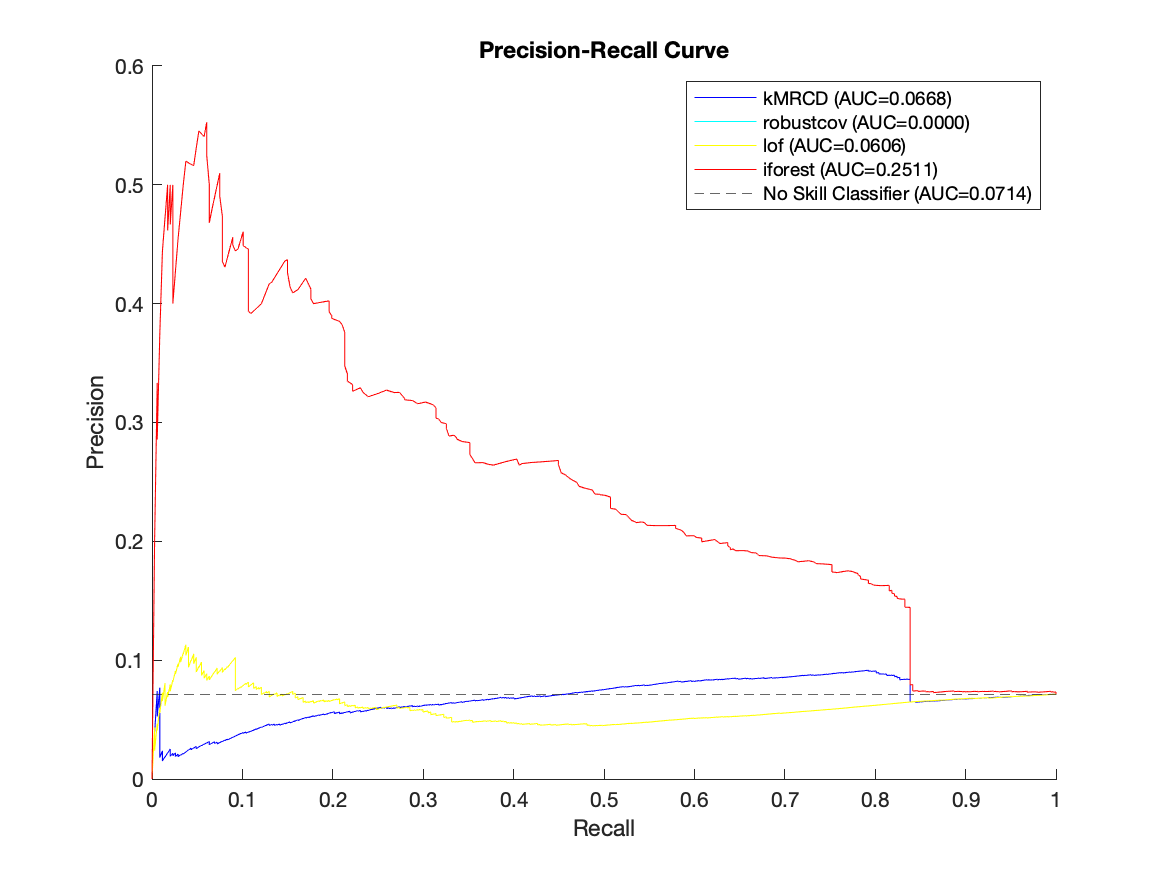 Precision-Recall Curve
0.6
0.5
0.4
0.3
0.2
0.1
0
Precision
kMRCD (AUC=0.0668)
robustcov (AUC=0.0000)
lof (AUC=0.0606)
iforest (AUC=0.2511)
No Skill Classifier (AUC=0.0714)
0 0.1 0.2 0.3 0.4 0.5 0.6 0.7 0.8 0.9 1
Recall